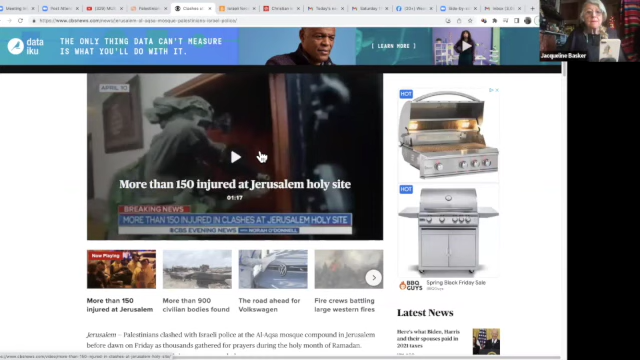 https://www.cbsnews.com/news/jerusalem-al-aqsa-mosque-palestinians-israel-police/
data
iku
THE ONLY THING DATA CAN'T MEASURE
IS WHAT YOU'LL DO WITH IT.
[ LEARN MORE ]
Jacqueline Basker
More than 150 injured at Jerusalem holy site
01:17
BREAKING NEWS
MORE THAN 150 INJURED IN CLASHES AT JERUSALEM HOLY SITE
CBS EVENING NEWS
NORAH O'DONNELL
HOT
HOT
BBQ
GUYS
Spring Black Friday Sale
Now Playing
More than 150
injured at Jerusalem
More than 900
civilian bodies found
The road ahead for
Volkswagen
Fire crews battling
large western fires
Latest News
Here's what Biden, Harris
and their spouses paid in
2021 taxes
Jerusalem – Palestinians clashed with Israeli police at the Al-Aqsa mosque compound in Jerusalem
before dawn on Friday as thousands gathered for prayers during the holy month of Ramadan.